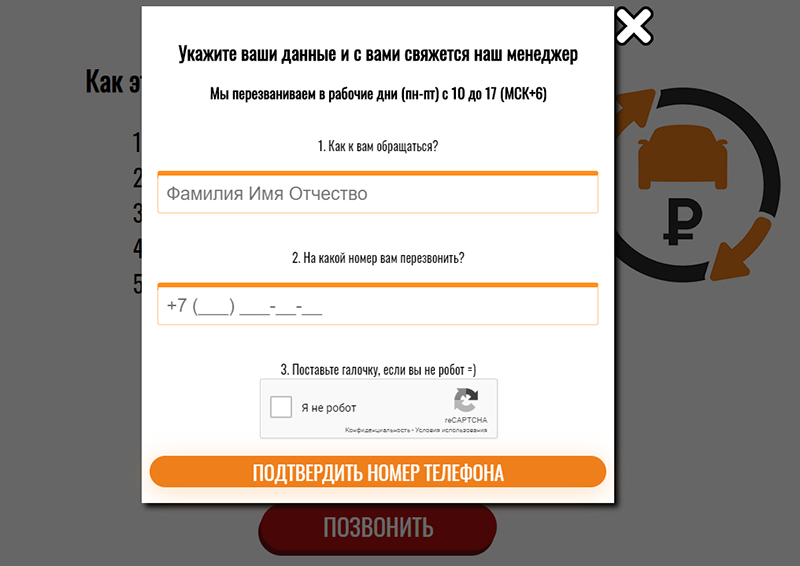 Укажите ваши данные и с вами свяжется наш менеджер
Мы перезваниваем в рабочие дни (пн-пт) с 10 до 17 (МСК+6)
Как
1. Как к вам обращаться?
1
Фамилия Имя Отчество
2
3
₽
2. На какой номер вам перезвонить?
4
5
+7 (___) ___-__-__
3. Поставьте галочку, если вы не робот =)
Я не робот
reCAPTCHA
Конфиденциальность - Условия использования
ПОДТВЕРДИТЬ НОМЕР ТЕЛЕФОНА
ПОЗВОНИТЬ